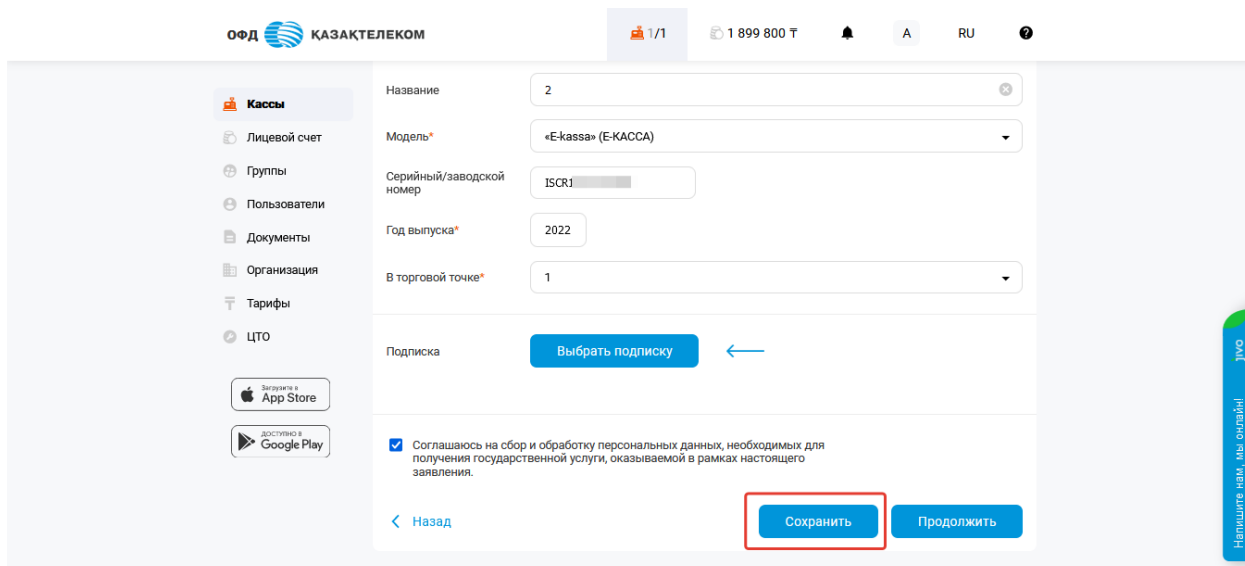 ОФД ҚАЗАҚТЕЛЕКОМ
1/1
1 899 800 ₸
A
RU
Кассы
Лицевой счет
Группы
Пользователи
Документы
Организация
Тарифы
ЦТО
Загрузите в
App Store
ДОСТУПНО В
Google Play
Название
2
Модель*
«E-kassa» (Е-КАССА)
Серийный/заводской
номер
ISCR1
Год выпуска*
2022
В торговой точке*
1
Подписка
Выбрать подписку
Соглашаюсь на сбор и обработку персональных данных, необходимых для
получения государственной услуги, оказываемой в рамках настоящего
заявления.
Назад
Сохранить
Продолжить
Напишите нам, мы онлайн!
jivo